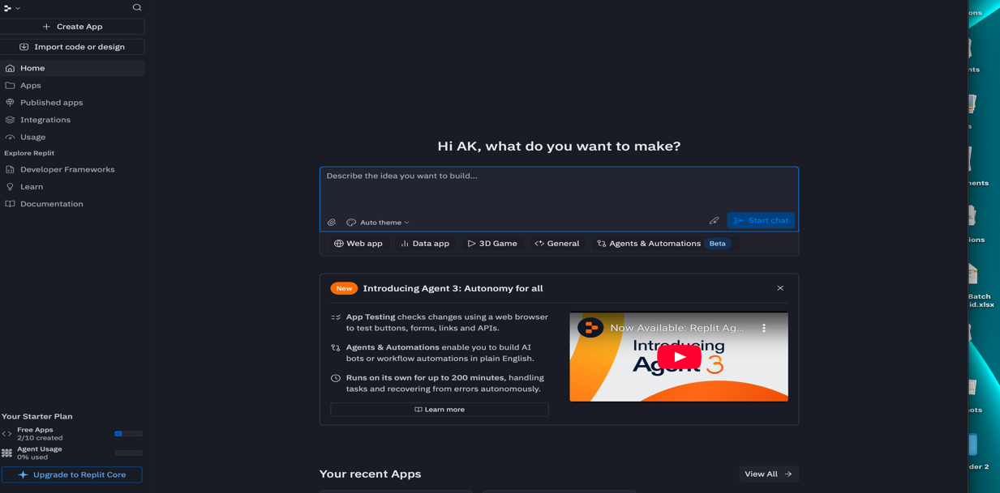 Create App
Import code or design
Home
Apps
Published apps
Integrations
Usage
Explore Replit
Developer Frameworks
Learn
Documentation
Your Starter Plan
Free Apps
2/10 created
Agent Usage
0% used
Upgrade to Replit Core
Hi AK, what do you want to make?
Describe the idea you want to build...
Auto theme
Start chat
Web app
Data app
3D Game
General
Agents & Automations Beta
New Introducing Agent 3: Autonomy for all
App Testing checks changes using a web browser
to test buttons, forms, links and APIs.
Agents & Automations enable you to build AI
bots or workflow automations in plain English.
Runs on its own for up to 200 minutes, handling
tasks and recovering from errors autonomously.
Learn more
Now Available: Replit Ag...
Introducing
Agent 3
Your recent Apps
View All
ons
nts
s
nents
ions
Batch
id.xlsx
ots
der 2